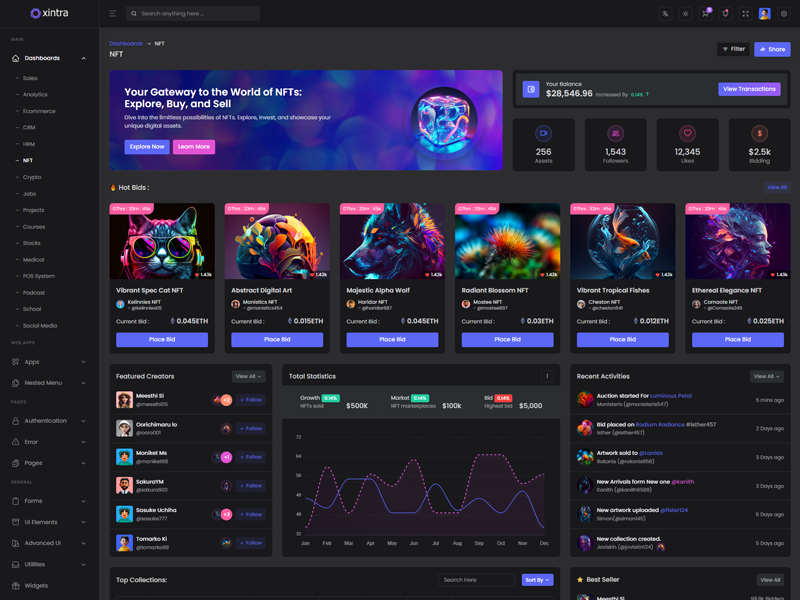 xintra
Search anything here ...
5
MAIN
Dashboards
Sales
Analytics
Ecommerce
CRM
HRM
NFT
Crypto
Jobs
Projects
Courses
Stocks
Medical
POS System
Podcast
School
Social Media
WEB APPS
Apps
Nested Menu
PAGES
Authentication
Error
Pages
GENERAL
Forms
UI Elements
Advanced UI
Utilities
Widgets
Dashboards → NFT
NFT
Filter
Share
Your Gateway to the World of NFTs:
Explore, Buy, and Sell
Dive into the limitless possibilities of NFTs. Explore, invest, and showcase your
unique digital assets.
Explore Now
Learn More
Your Balance
$28,546.96 Increased By 0.14% ↑
View Transactions
256
Assets
1,543
Followers
12,345
Likes
$2.5k
Bidding
Hot Bids :
View All
07hrs : 33m : 45s
1.43k
Vibrant Spec Cat NFT
Kelinnies NFT
~ @kelinnies05
Current Bid : 0.045ETH
Place Bid
07hrs : 33m : 45s
1.43k
Abstract Digital Art
Monistics NFT
~ @monistics454
Current Bid : 0.015ETH
Place Bid
07hrs : 33m : 45s
1.43k
Majestic Alpha Wolf
Haridar NFT
~ @haridar587
Current Bid : 0.045ETH
Place Bid
07hrs : 33m : 45s
1.43k
Radiant Blossom NFT
Mostee NFT
Current Bid : 0.03ETH
Place Bid
07hrs : 33m : 45s
1.43k
Vibrant Tropical Fishes
Cheston NFT
~ @cheston541
Current Bid : 0.012ETH
Place Bid
07hrs : 33m : 45s
1.43k
Ethereal Elegance NFT
Comaote NFT
~ @Comaote245
Current Bid : 0.025ETH
Place Bid
Featured Creators
View All
Meesthi Si
@meesthi05
+2
+ Follow
Oorichimaru Io
@ooro001
+ Follow
Moniket Ms
@moniket98
+1
+ Follow
SakuraYM
@sakura903
+ Follow
Sasuke Uchiha
@sasuke777
+3
+ Follow
Tomarko Ki
@tomarko98
+ Follow
Total Statistics
Growth 0.14%
NFTs sold
$500K
Market 0.14%
NFT marketplaces
$100k
Bid 0.14%
Highest bid
$5,000
72
64
56
48
40
32
Jan Feb Mar Apr May Jun Jul Aug Sep Oct Nov Dec
Recent Activities
View All
Auction started For Luminous Petal
Monisteris (@monisteris547)
5 mins ago
Bid placed on Radium Radiance #isther457
Isther (@isther457)
2 Days ago
Artwork sold to @Lanisis
Rokonis (@rokonis658)
3 Days ago
New Arrivals form New one @kanith
Kanith (@kanith6589)
3 Days ago
New artwork uploaded @fister124
Simon(@simon145)
5 Days ago
New collection created.
Joviskin (@joviskin124)
5 Days ago
Top Collections:
Search Here
Sort By
Best Seller
View All
Meesthi Si